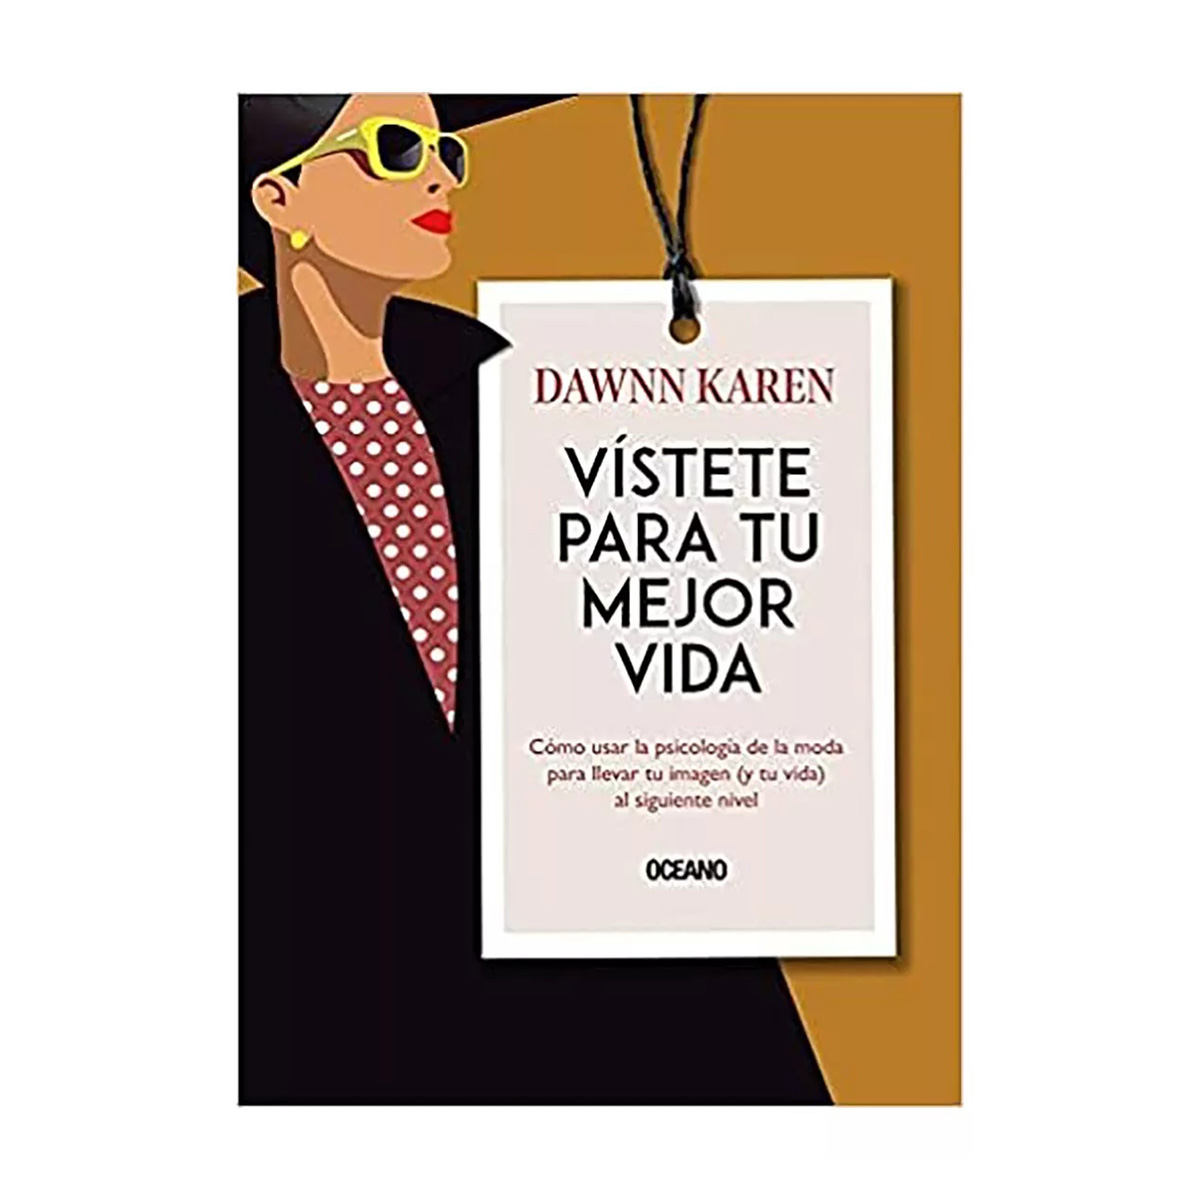 DAWNN KAREN
VÍSTETE
PARA TU
MEJOR
VIDA
Cómo usar la psicología de la moda
para llevar tu imagen (y tu vida)
al siguiente nivel
OCEANO